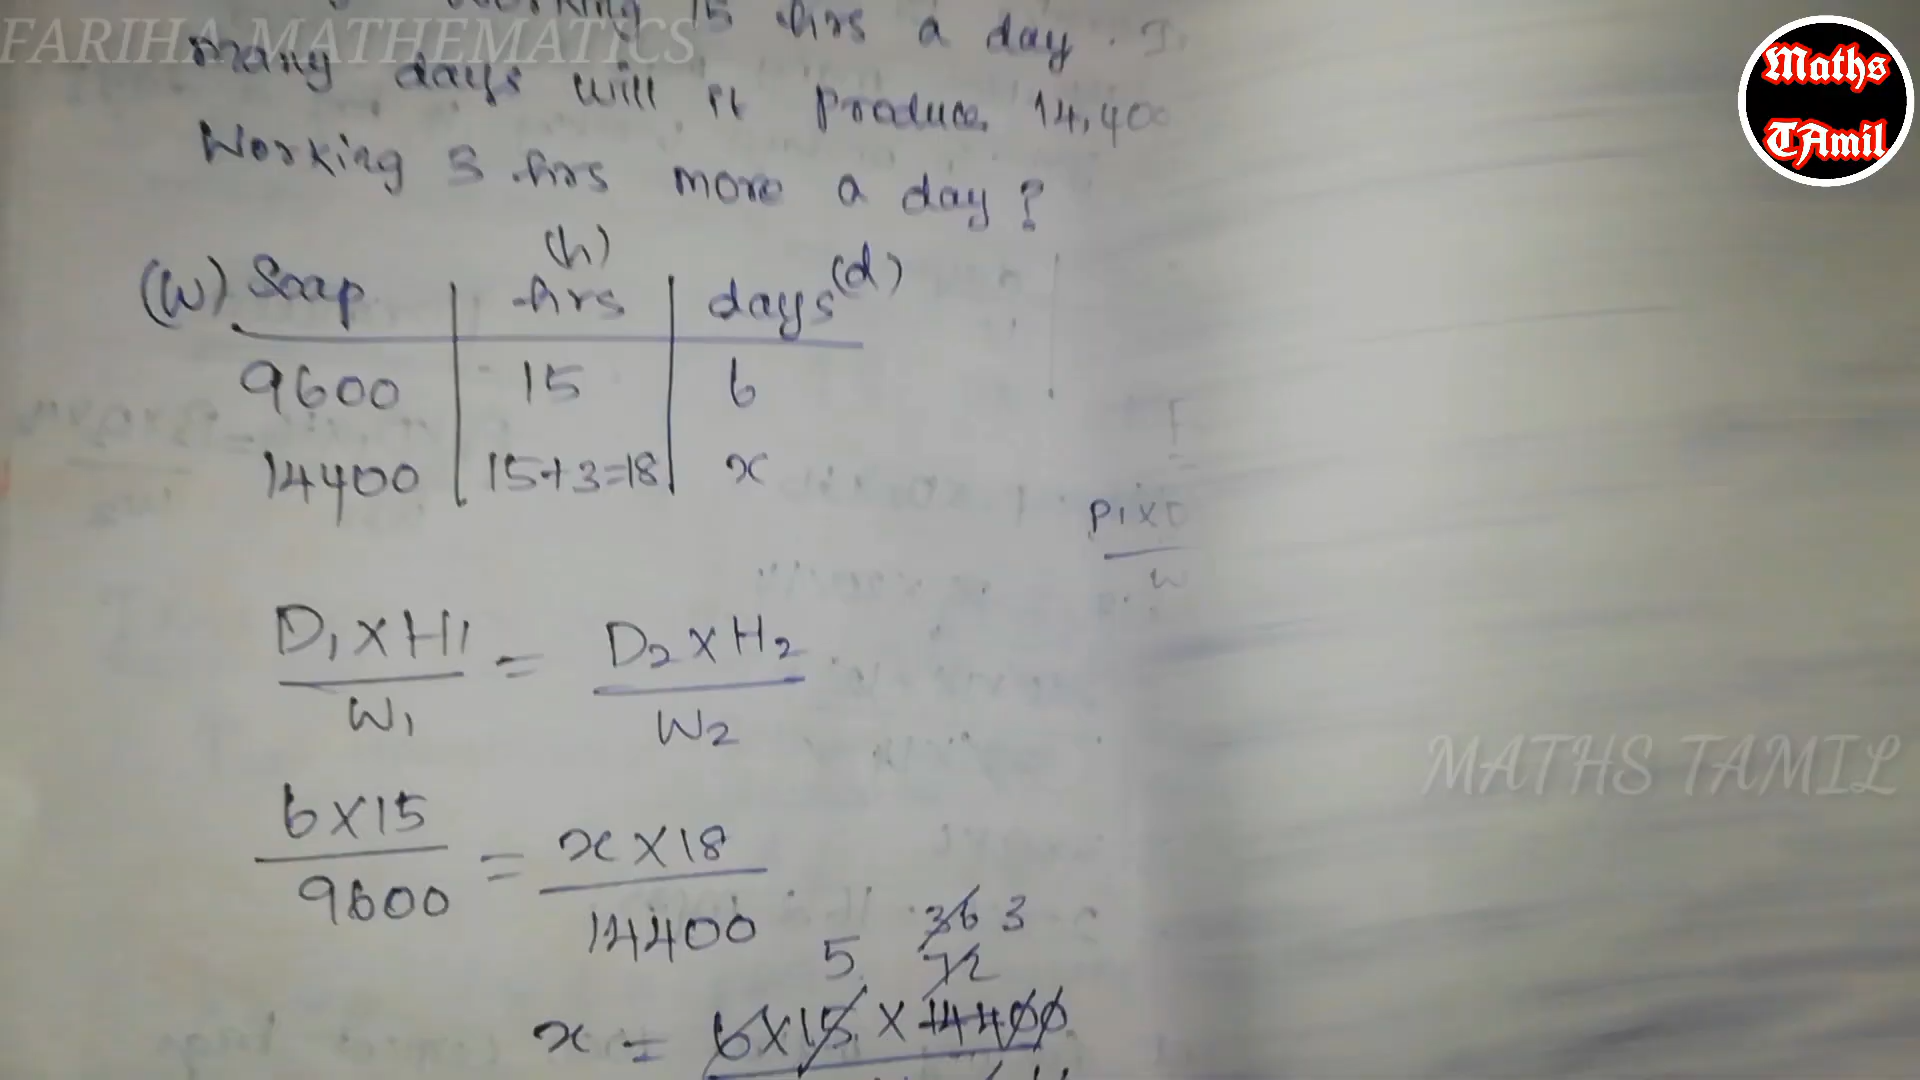 FARIHA MATHEMATICS
Working 15 hrs a day.
many days will it produce 14,400
Working 3 hrs more a day ?
Maths
TAmil
(W) Soap | (h) hrs | days (d)
9600 | 15 | 6
14400 | 15+3=18 | x
P1 X
W
D1 X H1 / W1 = D2 X H2 / W2
MATHS TAMIL
6X15 / 9600 = x X 18 / 14400
5 36 3
72
x = 6X15 X 14400